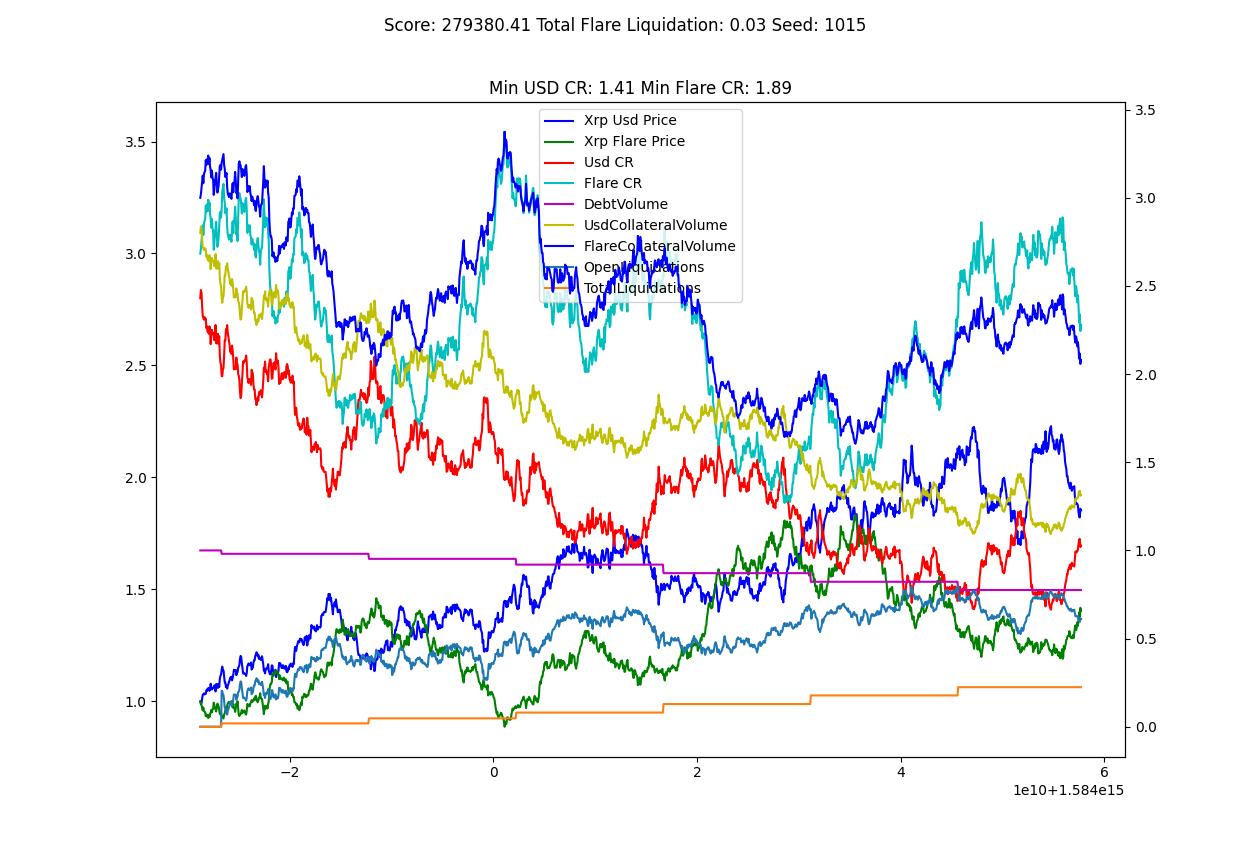 Score: 279380.41 Total Flare Liquidation: 0.03 Seed: 1015
Min USD CR: 1.41 Min Flare CR: 1.89
Xrp Usd Price
Xrp Flare Price
Usd CR
Flare CR
DebtVolume
UsdCollateralVolume
FlareCollateralVolume
OpenLiquidations
TotalLiquidations
3.5
3.0
2.5
2.0
1.5
1.0
3.5
3.0
2.5
2.0
1.5
1.0
0.5
0.0
−2
0
2
4
6
1e10+1.584e15